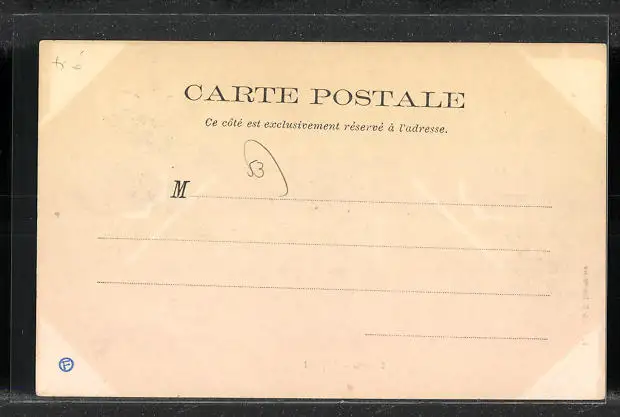 CARTE POSTALE
Ce côté est exclusivement réservé à l'adresse.
53
M